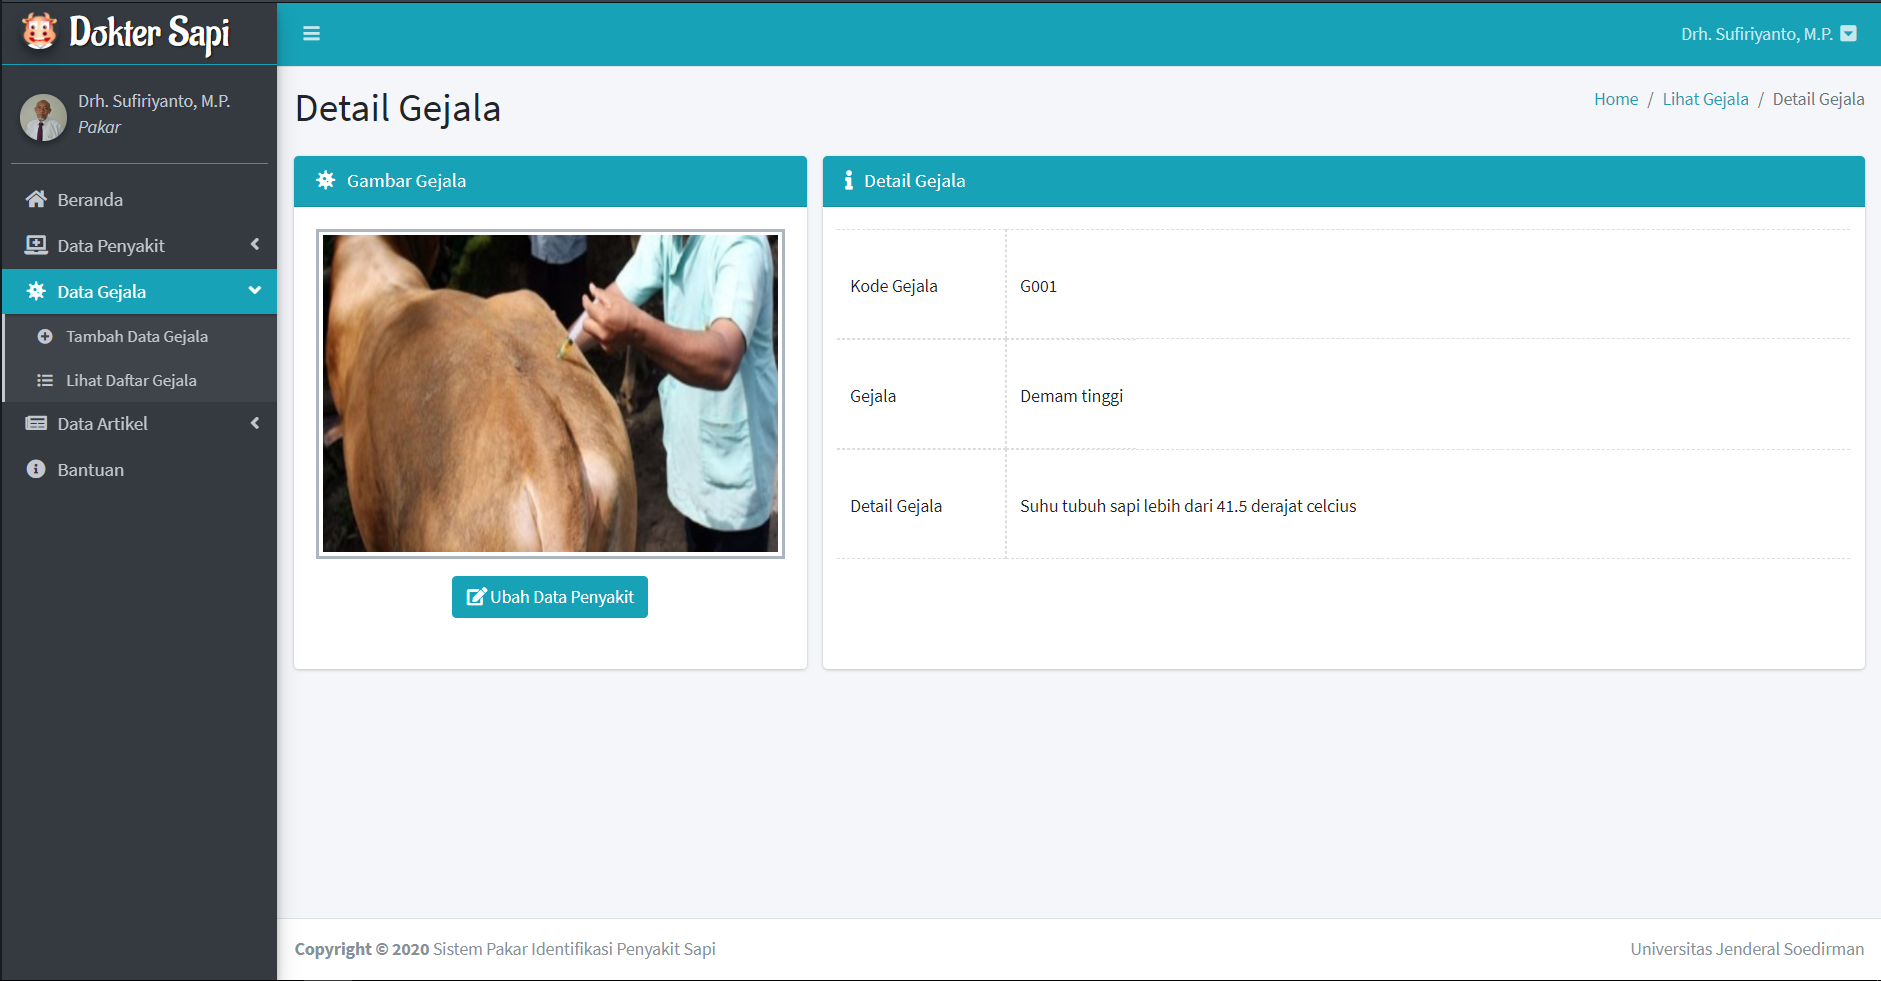 Dokter Sapi
Drh. Sufiriyanto, M.P.
Drh. Sufiriyanto, M.P.
Pakar
Beranda
Data Penyakit
Data Gejala
Tambah Data Gejala
Lihat Daftar Gejala
Data Artikel
Bantuan
Detail Gejala
Home / Lihat Gejala / Detail Gejala
Gambar Gejala
Ubah Data Penyakit
Detail Gejala
Kode Gejala G001
Gejala Demam tinggi
Detail Gejala Suhu tubuh sapi lebih dari 41.5 derajat celcius
Copyright © 2020 Sistem Pakar Identifikasi Penyakit Sapi
Universitas Jenderal Soedirman